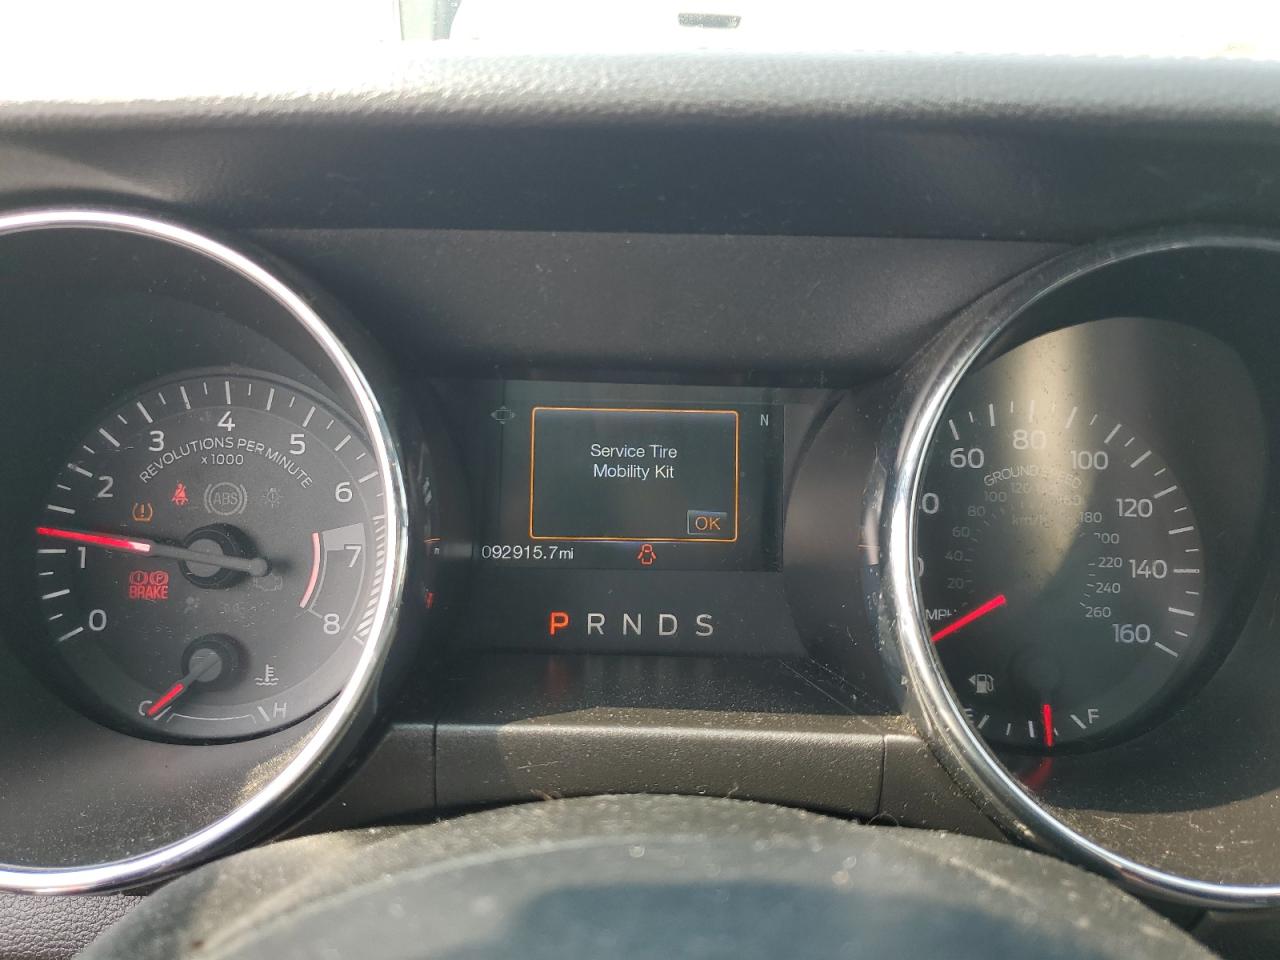 4
3
5
REVOLUTIONS PER MINUTE
x1000
2
6
ABS
1
7
BRAKE
0
8
C
H
N
Service Tire
Mobility Kit
OK
092915.7mi
P R N D S
80
60
100
GROUND SPEED
100
120
160
80
180
120
km/h
60
200
40
220
140
20
240
MPH
260
160
E
F